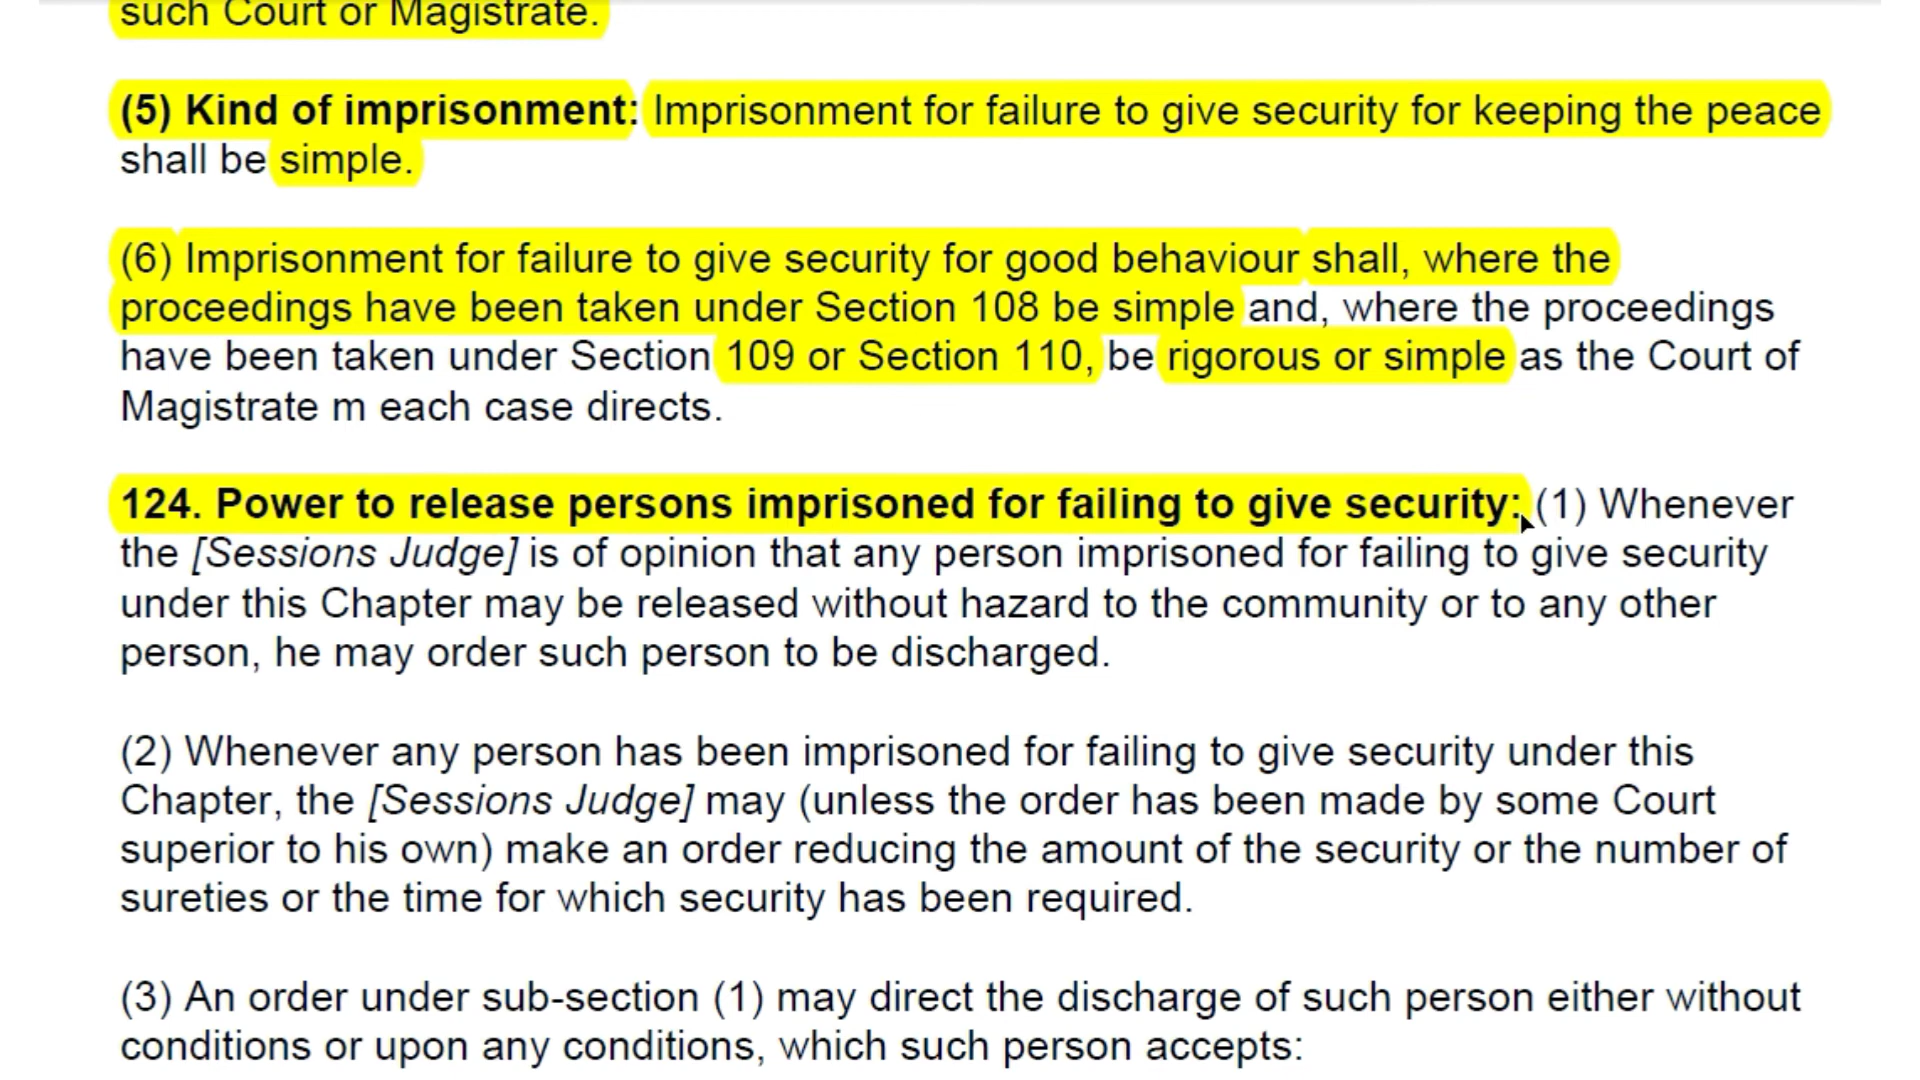 such Court or Magistrate.
(5) Kind of imprisonment: Imprisonment for failure to give security for keeping the peace
shall be simple.
(6) Imprisonment for failure to give security for good behaviour shall, where the
proceedings have been taken under Section 108 be simple and, where the proceedings
have been taken under Section 109 or Section 110, be rigorous or simple as the Court of
Magistrate m each case directs.
124. Power to release persons imprisoned for failing to give security: (1) Whenever
the [Sessions Judge] is of opinion that any person imprisoned for failing to give security
under this Chapter may be released without hazard to the community or to any other
person, he may order such person to be discharged.
(2) Whenever any person has been imprisoned for failing to give security under this
Chapter, the [Sessions Judge] may (unless the order has been made by some Court
superior to his own) make an order reducing the amount of the security or the number of
sureties or the time for which security has been required.
(3) An order under sub-section (1) may direct the discharge of such person either without
conditions or upon any conditions, which such person accepts: